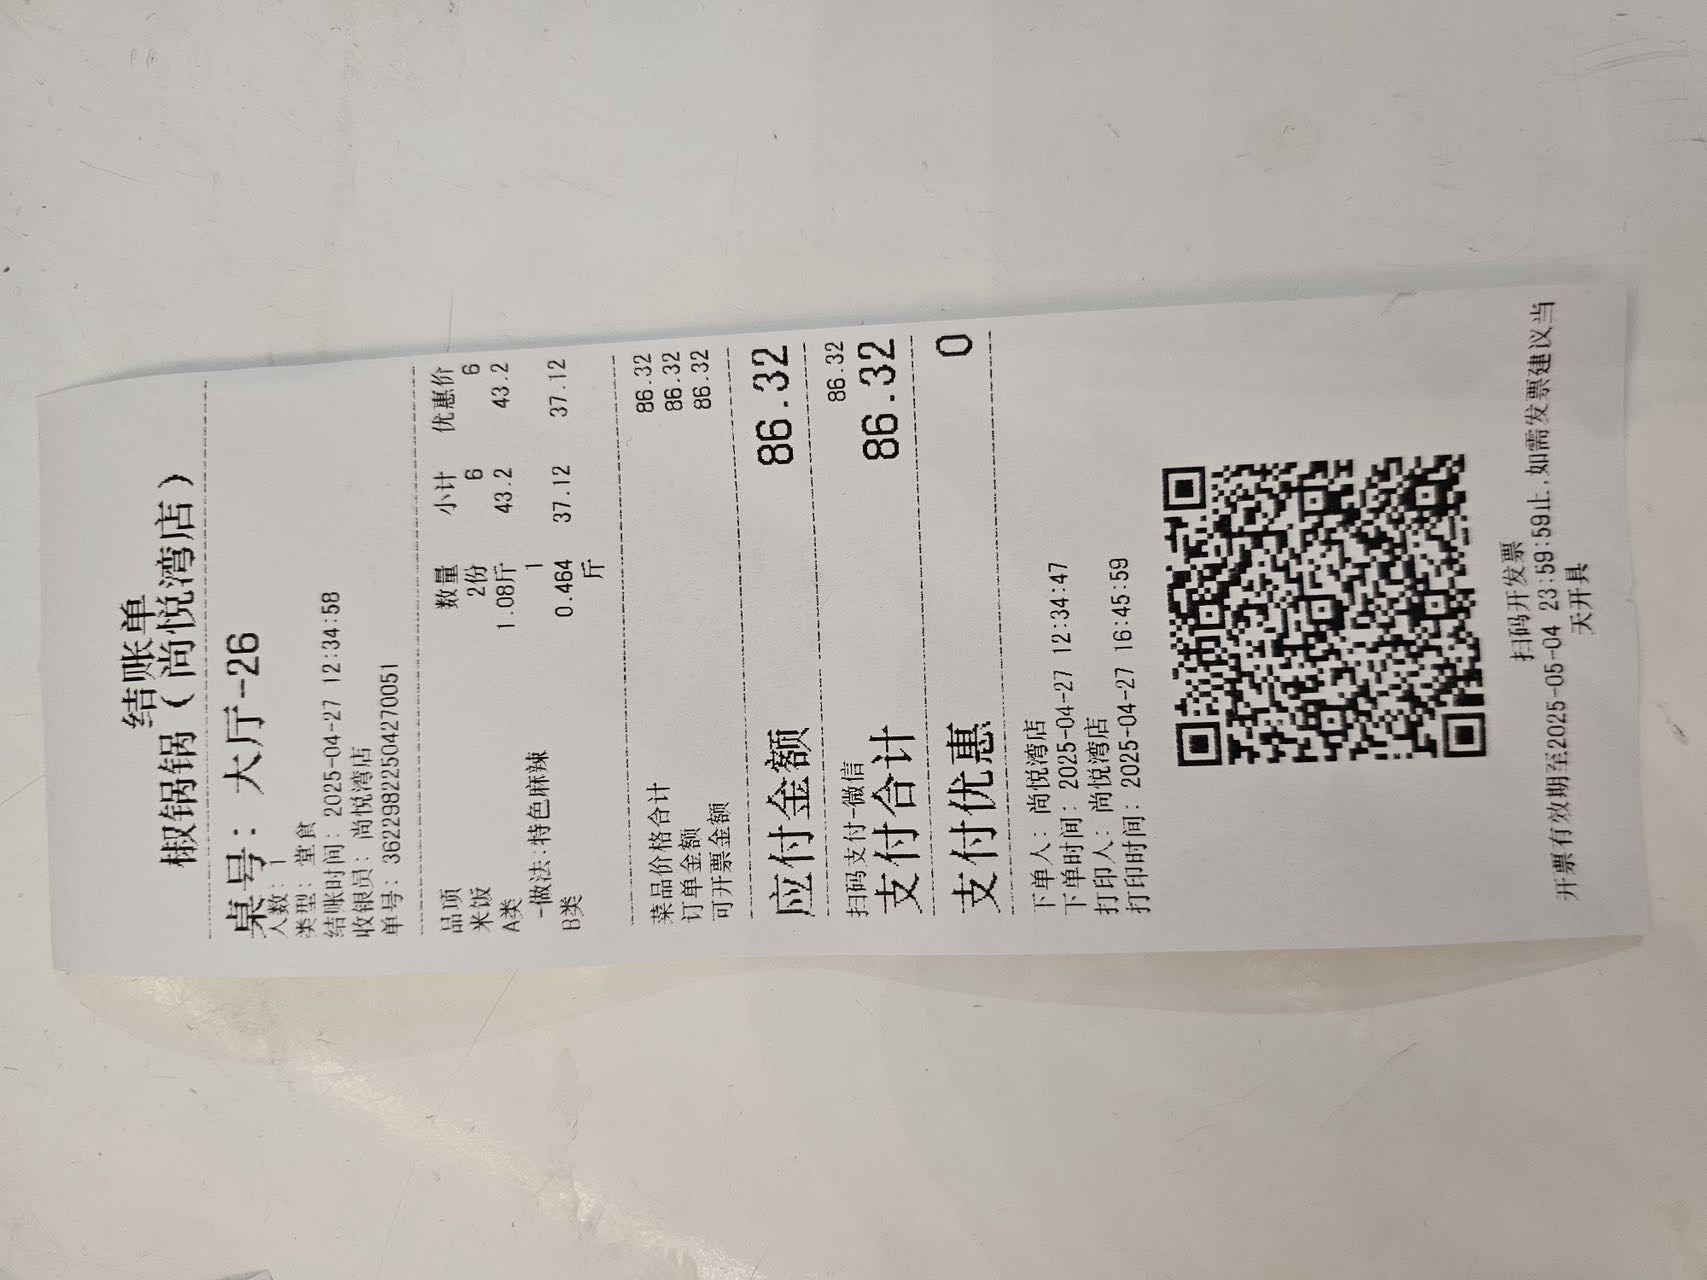 结账单
椒锅锅(尚悦湾店)
桌号：大厅-26
人数：1
类型：堂食
结账时间：2025-04-27 12:34:58
收银员：尚悦湾店
单号：36229822504270051
品项 数量 小计 优惠价
米饭 2份 6 6
A类 1.08斤 43.2 43.2
-做法:特色麻辣 1
B类 0.464斤 37.12 37.12
菜品价格合计 86.32
订单金额 86.32
可开票金额 86.32
应付金额 86.32
扫码支付-微信 86.32
支付合计 86.32
支付优惠 0
下单人：尚悦湾店
下单时间：2025-04-27 12:34:47
打印人：尚悦湾店
打印时间：2025-04-27 16:45:59
扫码开发票
开票有效期至2025-05-04 23:59:59止,如需发票建议当
天开具